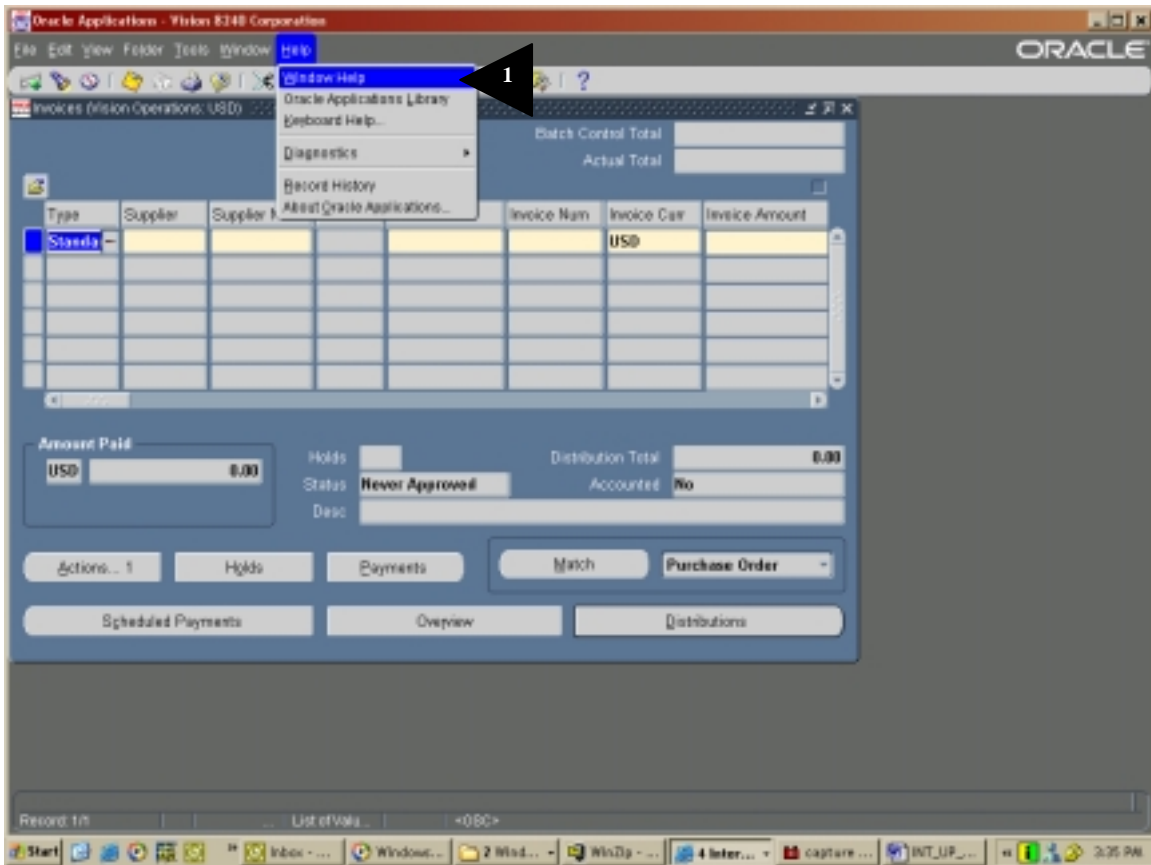 Oracle Applications - Vision 8240 Corporation
File Edit View Folder Tools Window Help
ORACLE
Window Help
1
?
Oracle Applications Library
Invoices (Vision Operations: USD)
Keyboard Help...
Batch Control Total
Diagnostics
Actual Total
Record History
About Oracle Applications...
Type Supplier Supplier Invoice Num Invoice Curr Invoice Amount
Standa USD
Amount Paid
USD 0.00
Holds
Distribution Total 0.00
Status Never Approved
Accounted No
Desc
Actions... 1 Holds Payments Match Purchase Order
Scheduled Payments Overview Distributions
Record: 1/1 ... List of Valu... <OSC>
Start Inbox - ... Windows... 2 Wind... WinZip - ... 4 Inter... capture ... INT_UP_... 3:35 PM